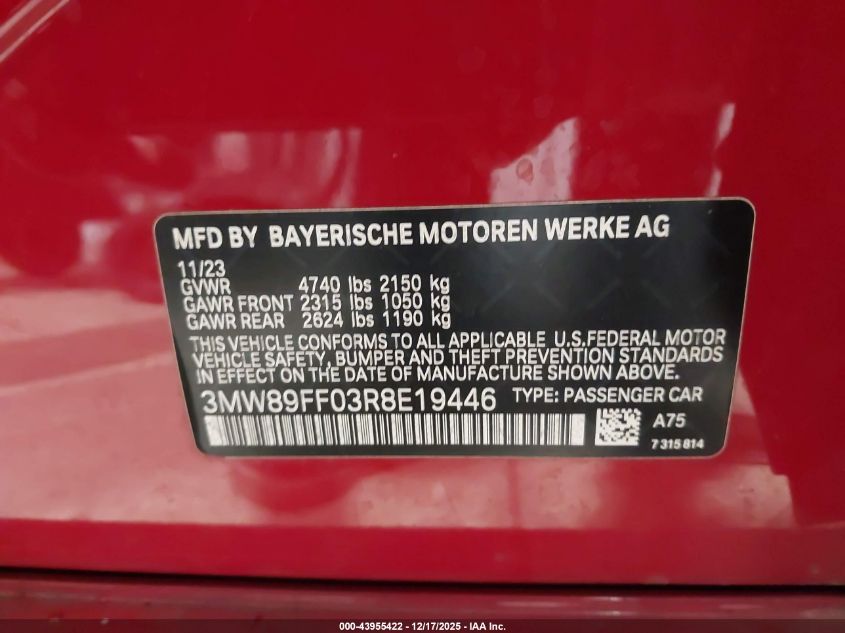 MFD BY BAYERISCHE MOTOREN WERKE AG
11/23
GVWR 4740 lbs 2150 kg
GAWR FRONT 2315 lbs 1050 kg
GAWR REAR 2624 lbs 1190 kg
THIS VEHICLE CONFORMS TO ALL APPLICABLE U.S.FEDERAL MOTOR
VEHICLE SAFETY, BUMPER AND THEFT PREVENTION STANDARDS
IN EFFECT ON THE DATE OF MANUFACTURE SHOWN ABOVE.
3MW89FF03R8E19446 TYPE: PASSENGER CAR
A75
7315814
000-43955422 - 12/17/2025 - IAA Inc.